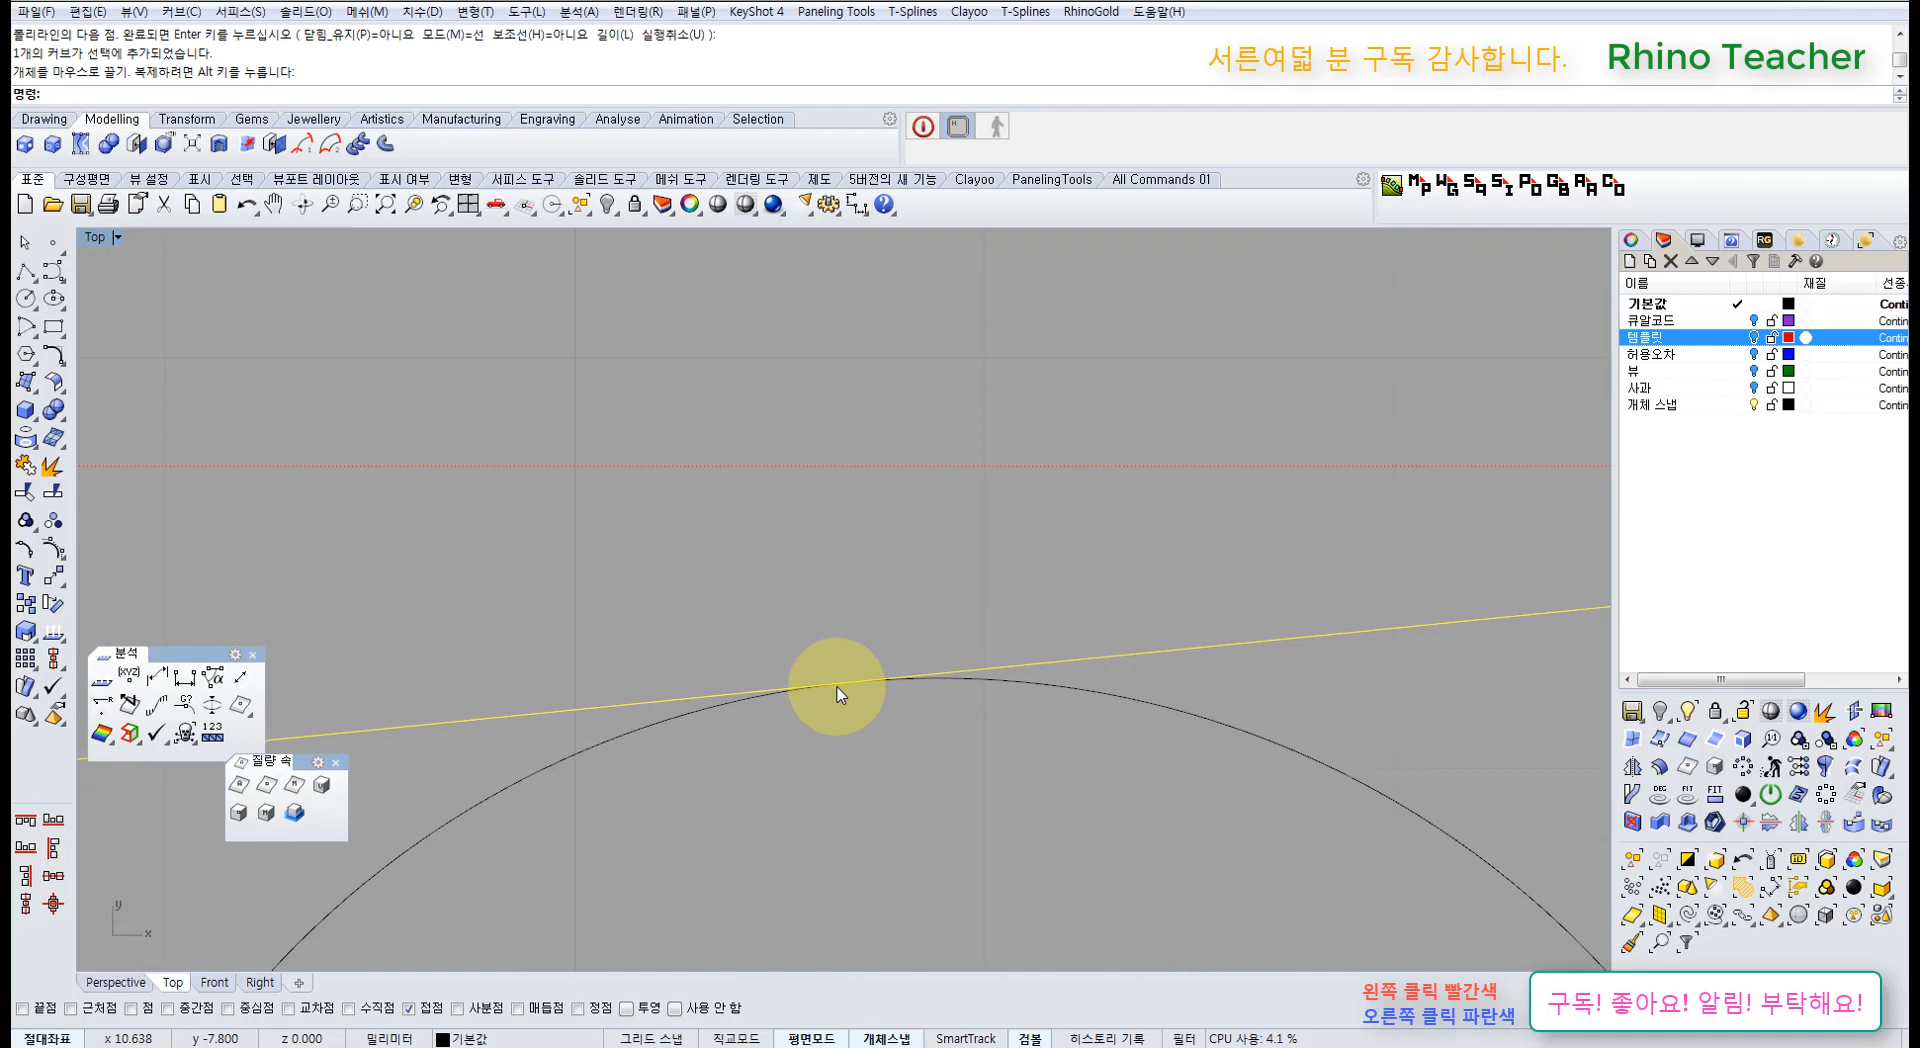 파일(F) 편집(E) 뷰(V) 커브(C) 서피스(S) 솔리드(O) 메쉬(M) 치수(D) 변형(T) 도구(L) 분석(A) 렌더링(R) 패널(P) KeyShot 4 Paneling Tools T-Splines Clayoo T-Splines RhinoGold 도움말(H)
폴리라인의 다음 점. 완료되면 Enter 키를 누르십시오 ( 닫힘_유지(P)=아니요 모드(M)=선 보조선(H)=아니요 길이(L) 실행취소(U) ):
1개의 커브가 선택에 추가되었습니다.
개체를 마우스로 끌기. 복제하려면 Alt 키를 누릅니다:
명령:
서른여덟 분 구독 감사합니다.
Rhino Teacher
Drawing Modelling Transform Gems Jewellery Artistics Manufacturing Engraving Analyse Animation Selection
표준 구성평면 뷰 설정 표시 선택 뷰포트 레이아웃 표시 여부 변형 서피스 도구 솔리드 도구 메쉬 도구 렌더링 도구 제도 5버전의 새 기능 Clayoo PanelingTools All Commands 01
Top
이름 재질 선종
기본값 Conti
큐알코드 Contin
템플릿 Contin
허용오차 Contin
뷰 Contin
사과 Contin
개체 스냅 Contin
분석
질량 속
y
x
Perspective Top Front Right
끝점 근처점 점 중간점 중심점 교차점 수직점 접점 사분점 매듭점 정점 투영 사용 안 함
왼쪽 클릭 빨간색
오른쪽 클릭 파란색
구독! 좋아요! 알림! 부탁해요!
절대좌표 x 10.638 y -7.800 z 0.000 밀리미터 기본값 그리드 스냅 직교모드 평면모드 개체스냅 SmartTrack 검볼 히스토리 기록 필터 CPU 사용: 4.1 %